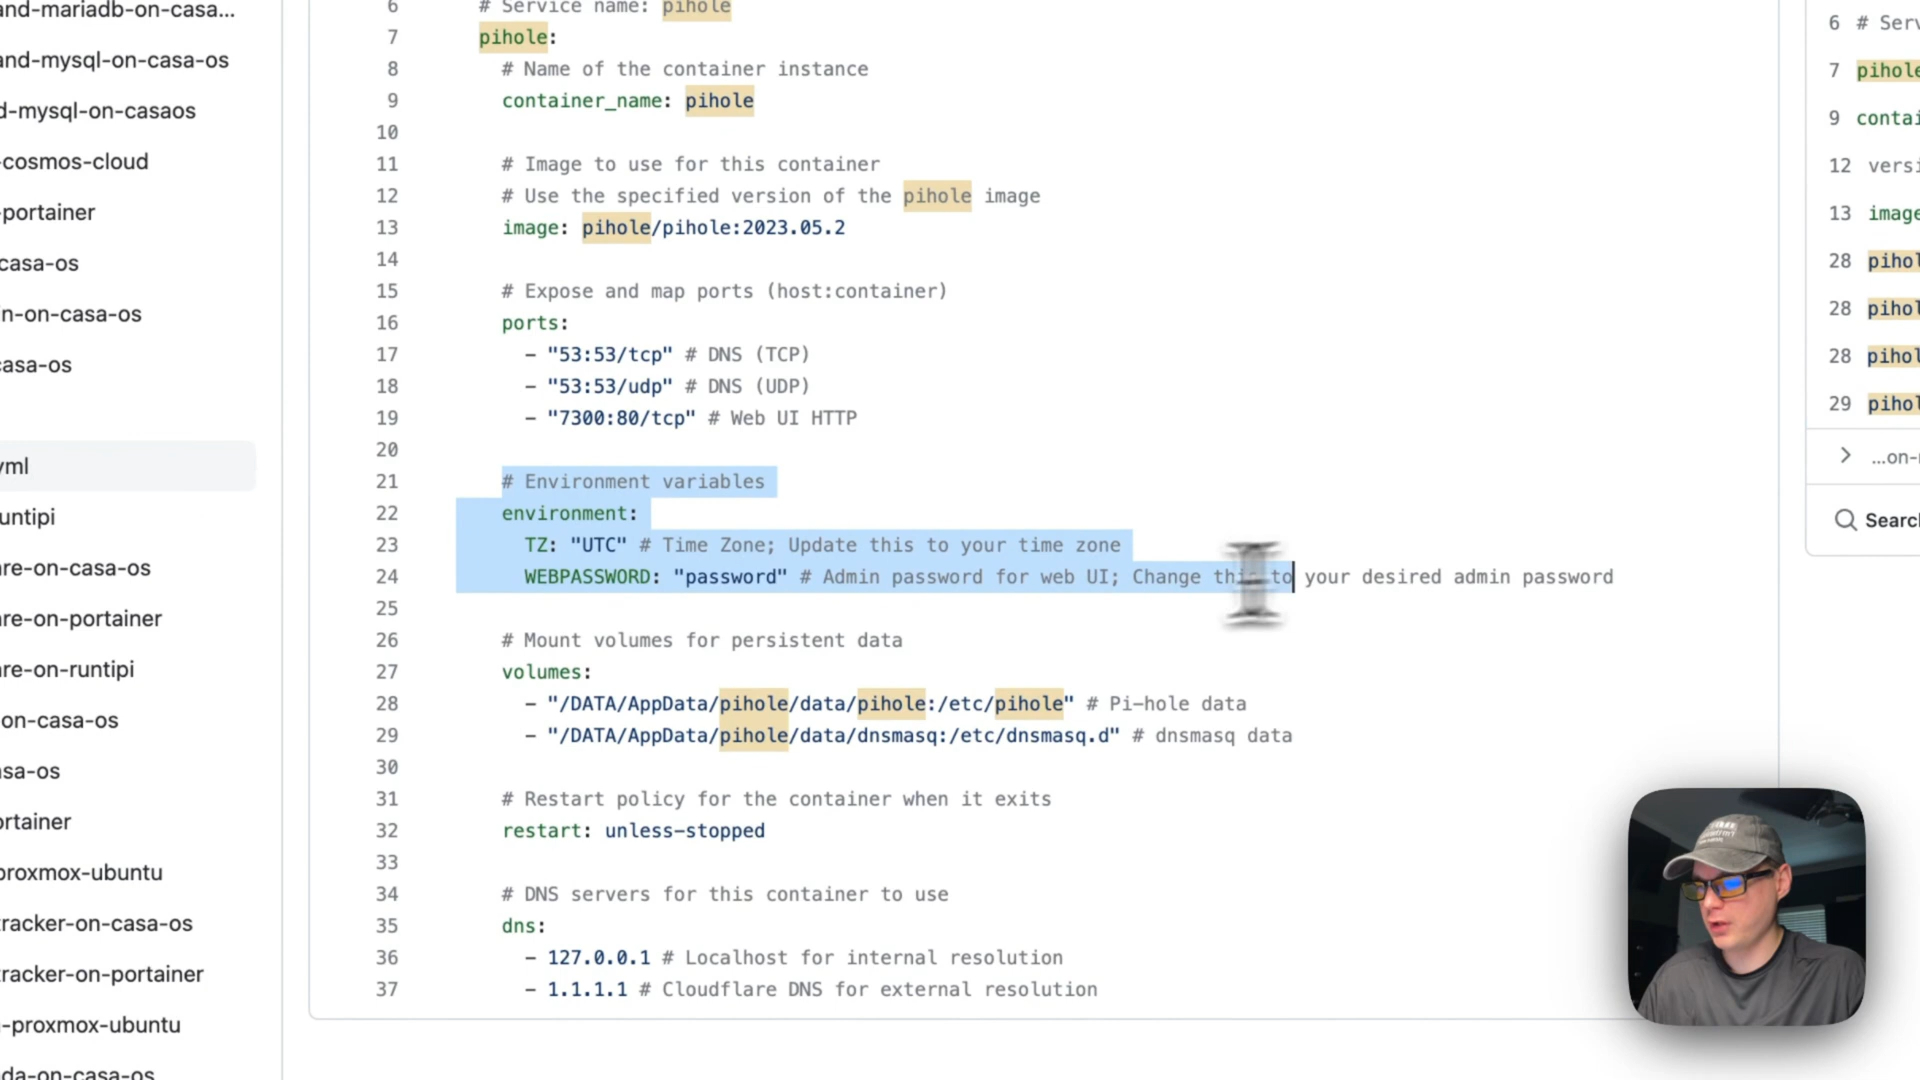 and-mariadb-on-casa...
and-mysql-on-casa-os
d-mysql-on-casaos
-cosmos-cloud
-portainer
casa-os
n-on-casa-os
asa-os
yml
runtipi
re-on-casa-os
re-on-portainer
re-on-runtipi
on-casa-os
asa-os
ortainer
proxmox-ubuntu
tracker-on-casa-os
tracker-on-portainer
-proxmox-ubuntu
da-on-casa-os
6 # Service name: pihole
7 pihole:
8 # Name of the container instance
9 container_name: pihole
10
11 # Image to use for this container
12 # Use the specified version of the pihole image
13 image: pihole/pihole:2023.05.2
14
15 # Expose and map ports (host:container)
16 ports:
17 - "53:53/tcp" # DNS (TCP)
18 - "53:53/udp" # DNS (UDP)
19 - "7300:80/tcp" # Web UI HTTP
20
21 # Environment variables
22 environment:
23 TZ: "UTC" # Time Zone; Update this to your time zone
24 WEBPASSWORD: "password" # Admin password for web UI; Change this to your desired admin password
25
26 # Mount volumes for persistent data
27 volumes:
28 - "/DATA/AppData/pihole/data/pihole:/etc/pihole" # Pi-hole data
29 - "/DATA/AppData/pihole/data/dnsmasq:/etc/dnsmasq.d" # dnsmasq data
30
31 # Restart policy for the container when it exits
32 restart: unless-stopped
33
34 # DNS servers for this container to use
35 dns:
36 - 127.0.0.1 # Localhost for internal resolution
37 - 1.1.1.1 # Cloudflare DNS for external resolution
6 # Serv
7 pihole
9 contai
12 versi
13 image
28 pihol
28 pihol
28 pihol
29 pihol
...on-
Search